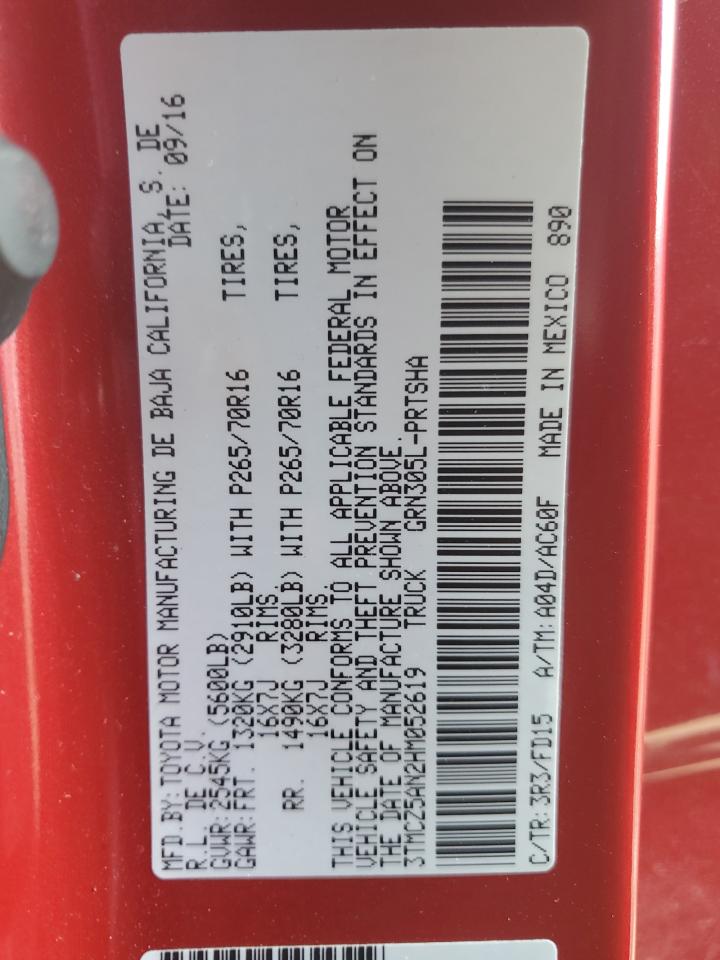 MFD.BY:TOYOTA MOTOR MANUFACTURING DE BAJA CALIFORNIA, S. DE
R.L. DE C.V. DATE: 09/16
GVWR:2545KG (5600LB)
GAWR:FRT. 1320KG (2910LB) WITH P265/70R16 TIRES,
16X7J RIMS.
RR. 1490KG (3280LB) WITH P265/70R16 TIRES,
16X7J RIMS.
THIS VEHICLE CONFORMS TO ALL APPLICABLE FEDERAL MOTOR
VEHICLE SAFETY AND THEFT PREVENTION STANDARDS IN EFFECT ON
THE DATE OF MANUFACTURE SHOWN ABOVE.
3TMCZ5AN2HM052619 TRUCK GRN305L-PRTSHA
C/TR:3R3/FD15 A/TM:A04D/AC60F MADE IN MEXICO 890